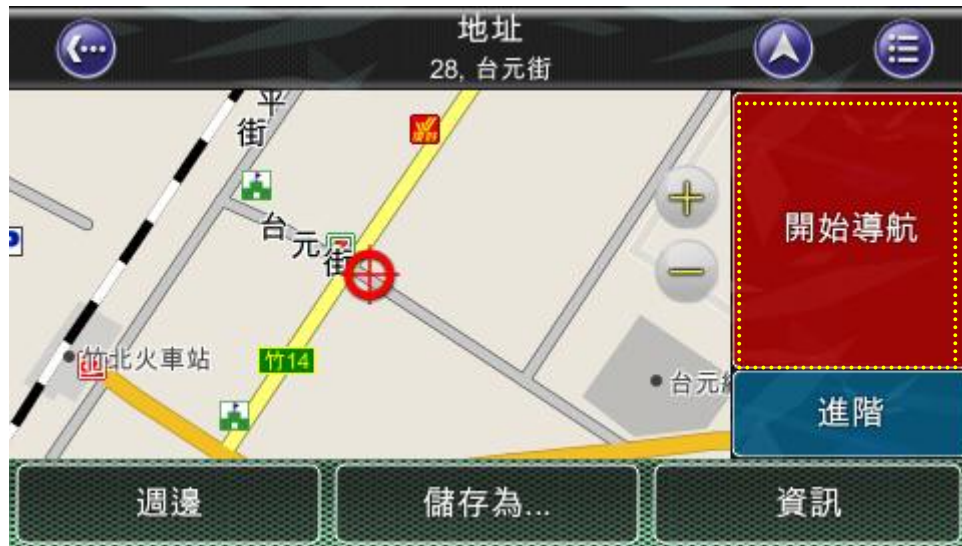 地址
28, 台元街
平
街
台
元
街
竹北火車站
竹14
台元
開始導航
進階
週邊
儲存為...
資訊